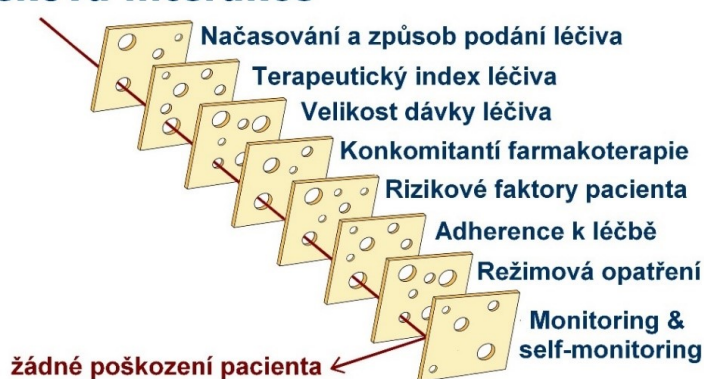 Načasování a způsob podání léčiva
Terapeutický index léčiva
Velikost dávky léčiva
Konkomitantí farmakoterapie
Rizikové faktory pacienta
Adherence k léčbě
Režimová opatření
Monitoring &
self-monitoring
žádné poškození pacienta